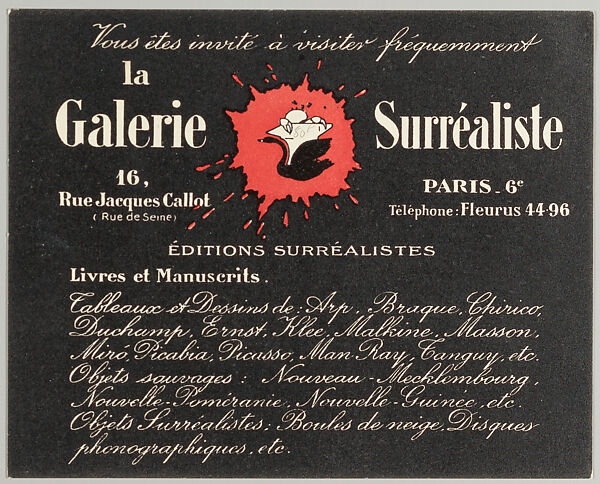 Vous êtes invité à visiter fréquemment
la
Galerie Surréaliste
16,
Rue Jacques Callot
(Rue de Seine)
PARIS_6e
Téléphone: Fleurus 44-96
ÉDITIONS SURRÉALISTES
Livres et Manuscrits.
Tableaux et Dessins de: Arp, Braque, Chirico,
Duchamp, Ernst, Klee, Malkine, Masson,
Miró, Picabia, Picasso, Man Ray, Tanguy, etc.
Objets sauvages: Nouveau-Mecklembourg,
Nouvelle-Poméranie, Nouvelle-Guinée, etc.
Objets Surréalistes: Boules de neige, Disques
phonographiques, etc.